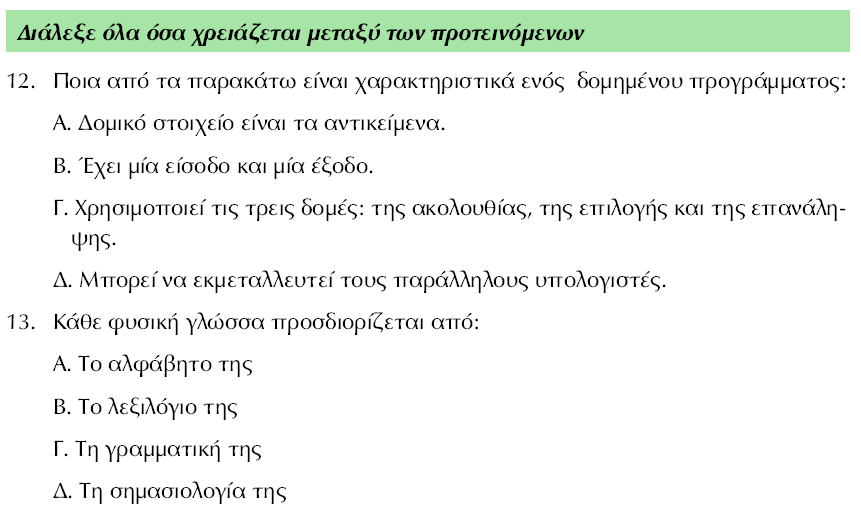 Διάλεξε όλα όσα χρειάζεται μεταξύ των προτεινόμενων
12. Ποια από τα παρακάτω είναι χαρακτηριστικά ενός δομημένου προγράμματος:
Α. Δομικό στοιχείο είναι τα αντικείμενα.
Β. Έχει μία είσοδο και μία έξοδο.
Γ. Χρησιμοποιεί τις τρεις δομές: της ακολουθίας, της επιλογής και της επανάλη-
ψης.
Δ. Μπορεί να εκμεταλλευτεί τους παράλληλους υπολογιστές.
13. Κάθε φυσική γλώσσα προσδιορίζεται από:
Α. Το αλφάβητο της
Β. Το λεξιλόγιο της
Γ. Τη γραμματική της
Δ. Τη σημασιολογία της